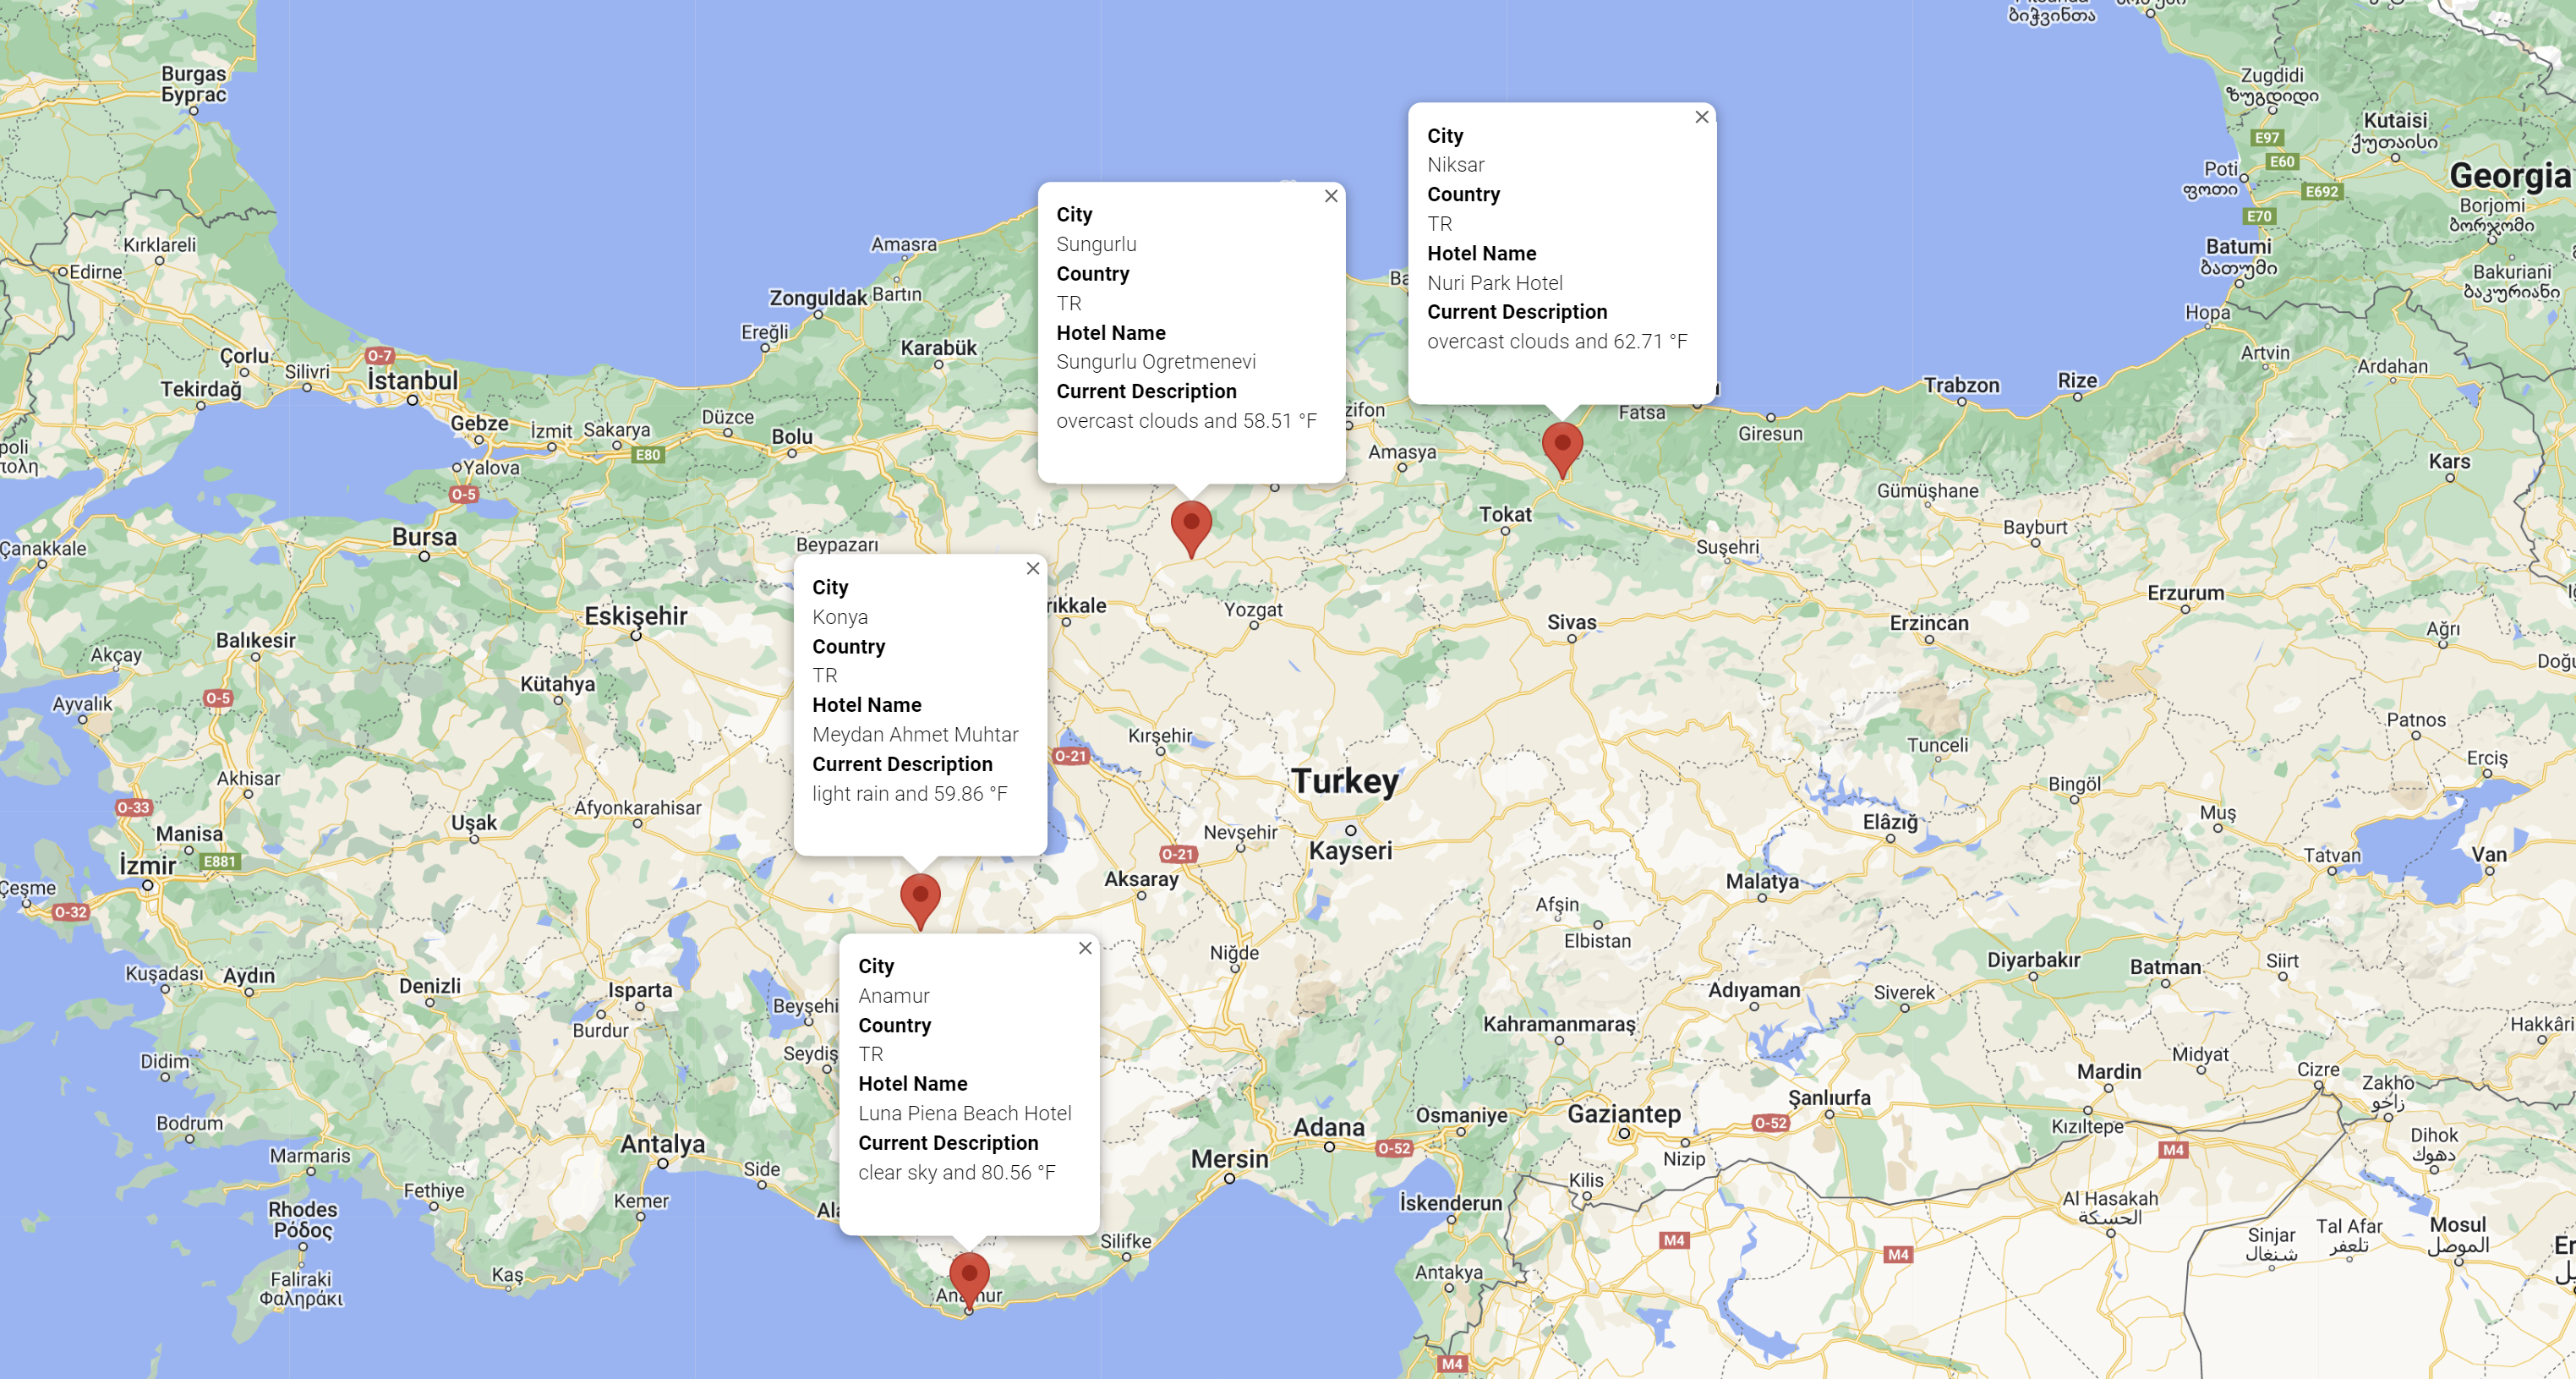 City
Niksar
Country
TR
Hotel Name
Nuri Park Hotel
Current Description
overcast clouds and 62.71 °F
City
Sungurlu
Country
TR
Hotel Name
Sungurlu Ogretmenevi
Current Description
overcast clouds and 58.51 °F
City
Konya
Country
TR
Hotel Name
Meydan Ahmet Muhtar
Current Description
light rain and 59.86 °F
City
Anamur
Country
TR
Hotel Name
Luna Piena Beach Hotel
Current Description
clear sky and 80.56 °F
ბიჭვინთა
Burgas
Бургас
Zugdidi
ზუგდიდი
Kutaisi
ქუთაისი
E97
E60
Poti
ფოთი
E692
Georgia
E70
Borjomi
ბორჯომი
Batumi
ბათუმი
Bakuriani
ბაკურიანი
Kırklareli
Edirne
Amasra
Zonguldak
Bartın
Ereğli
Karabük
Hopa
Artvin
Ardahan
Çorlu
O-7
Silivri
İstanbul
Tekirdağ
Gebze
İzmit
Sakarya
Düzce
Bolu
E80
Yalova
O-5
Fatsa
Giresun
Trabzon
Rize
Amasya
Kars
Gümüşhane
Tokat
Bayburt
Suşehri
Çanakkale
Bursa
Beypazarı
Eskişehir
Yozgat
Sivas
Erzincan
Erzurum
Ağrı
Balıkesir
Akçay
Kütahya
Ayvalık
O-5
Kırşehir
O-21
Turkey
Kayseri
Tunceli
Patnos
Erciş
Bingöl
Akhisar
O-33
Afyonkarahisar
Manisa
Uşak
İzmir
E881
Nevşehir
O-21
Aksaray
Elâzığ
Muş
Tatvan
Van
Malatya
Çeşme
O-32
Afşin
Elbistan
Niğde
Kuşadası
Aydın
Denizli
Isparta
Burdur
Diyarbakır
Batman
Siirt
Adıyaman
Siverek
Kahramanmaraş
Didim
Midyat
Mardin
Cizre
Zakho
زاخو
Bodrum
Antalya
Adana
O-52
Osmaniye
Gaziantep
O-52
Şanlıurfa
Kızıltepe
M4
Dihok
دهوك
Marmaris
Side
Mersin
Nizip
Fethiye
Kemer
Kilis
İskenderun
Al Hasakah
الحسكة
Rhodes
Ρόδος
Silifke
M4
M4
Sinjar
شنغال
Tal Afar
تلعفر
Mosul
الموصل
Faliraki
Φαληράκι
Kaş
Antakya
M4